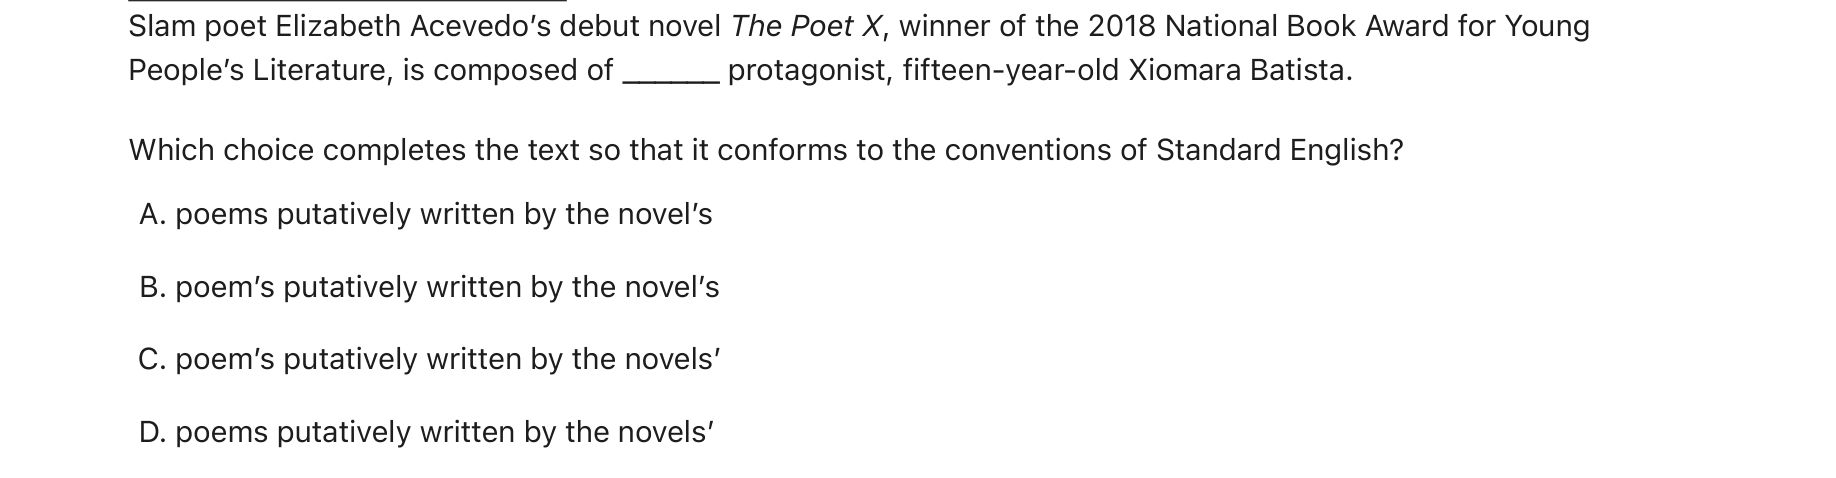 Slam poet Elizabeth Acevedo’s debut novel The Poet X, winner of the 2018 National Book Award for Young
People’s Literature, is composed of ______ protagonist, fifteen-year-old Xiomara Batista.
Which choice completes the text so that it conforms to the conventions of Standard English?
A. poems putatively written by the novel’s
B. poem’s putatively written by the novel’s
C. poem’s putatively written by the novels’
D. poems putatively written by the novels’